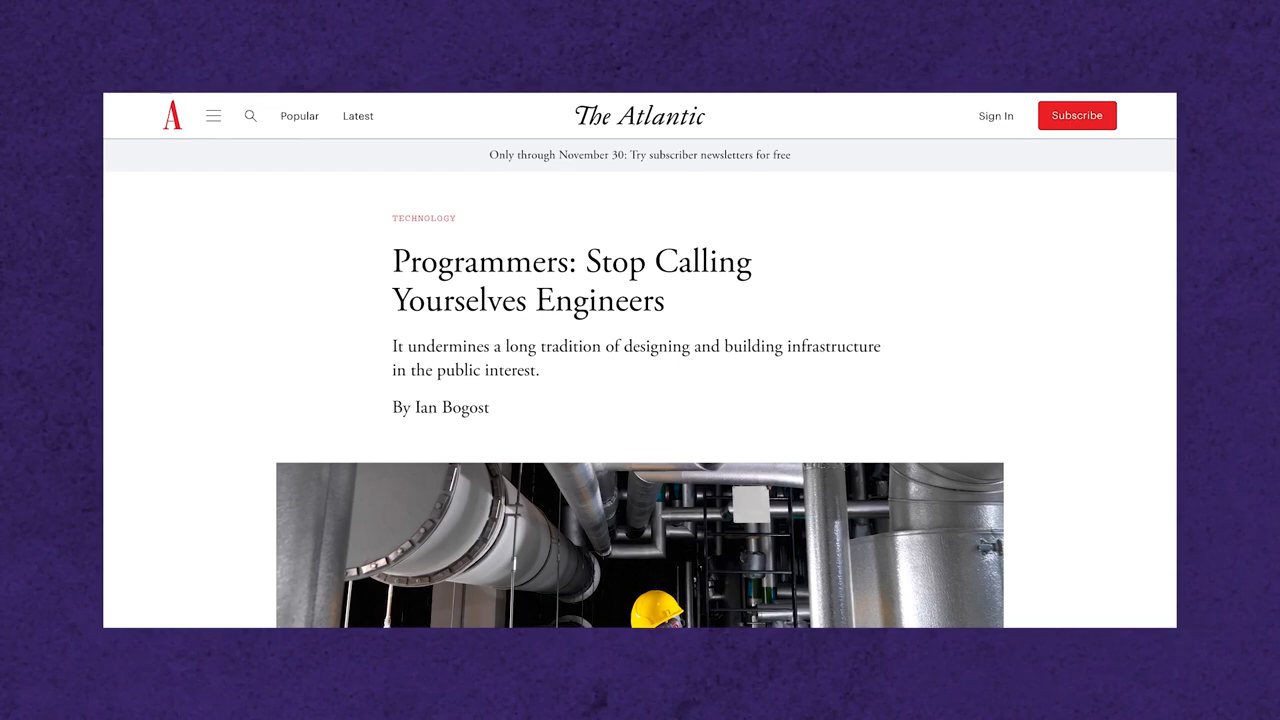 A
Popular
Latest
The Atlantic
Sign In
Subscribe
Only through November 30: Try subscriber newsletters for free
TECHNOLOGY
Programmers: Stop Calling
Yourselves Engineers
It undermines a long tradition of designing and building infrastructure
in the public interest.
By Ian Bogost